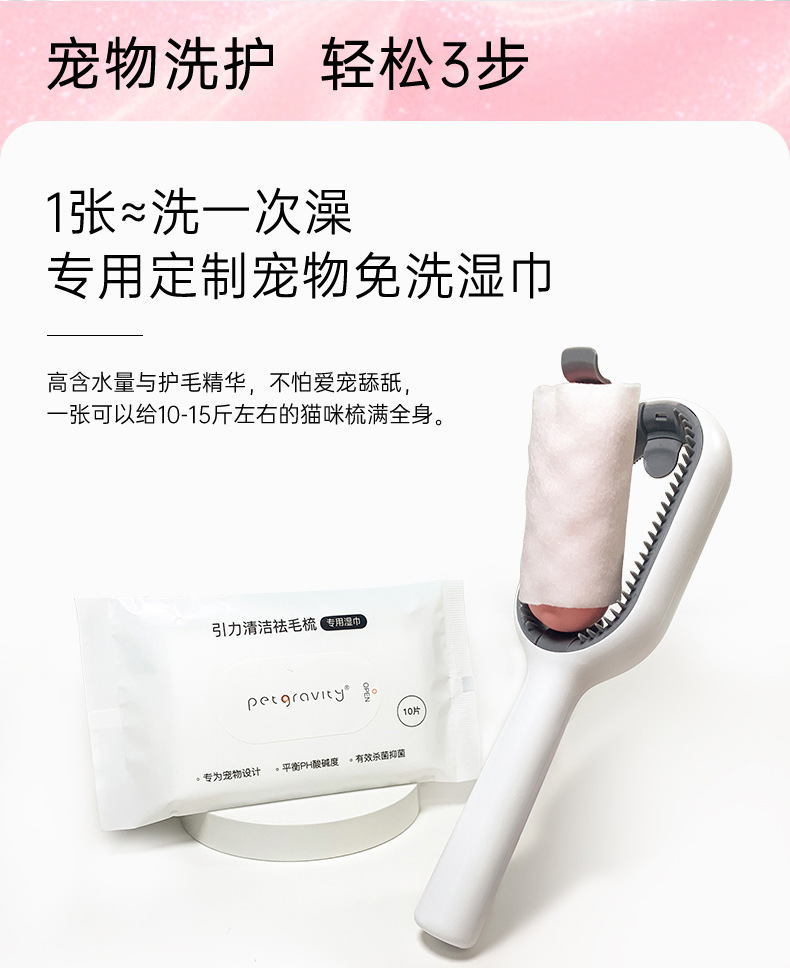 宠物洗护 轻松3步
1张≈洗一次澡
专用定制宠物免洗湿巾
高含水量与护毛精华，不怕爱宠舔舐，
一张可以给10-15斤左右的猫咪梳满全身。
引力清洁祛毛梳 专用湿巾
petgravity®
OPEN
10片
◦专为宠物设计 ◦平衡PH酸碱度 ◦有效杀菌抑菌